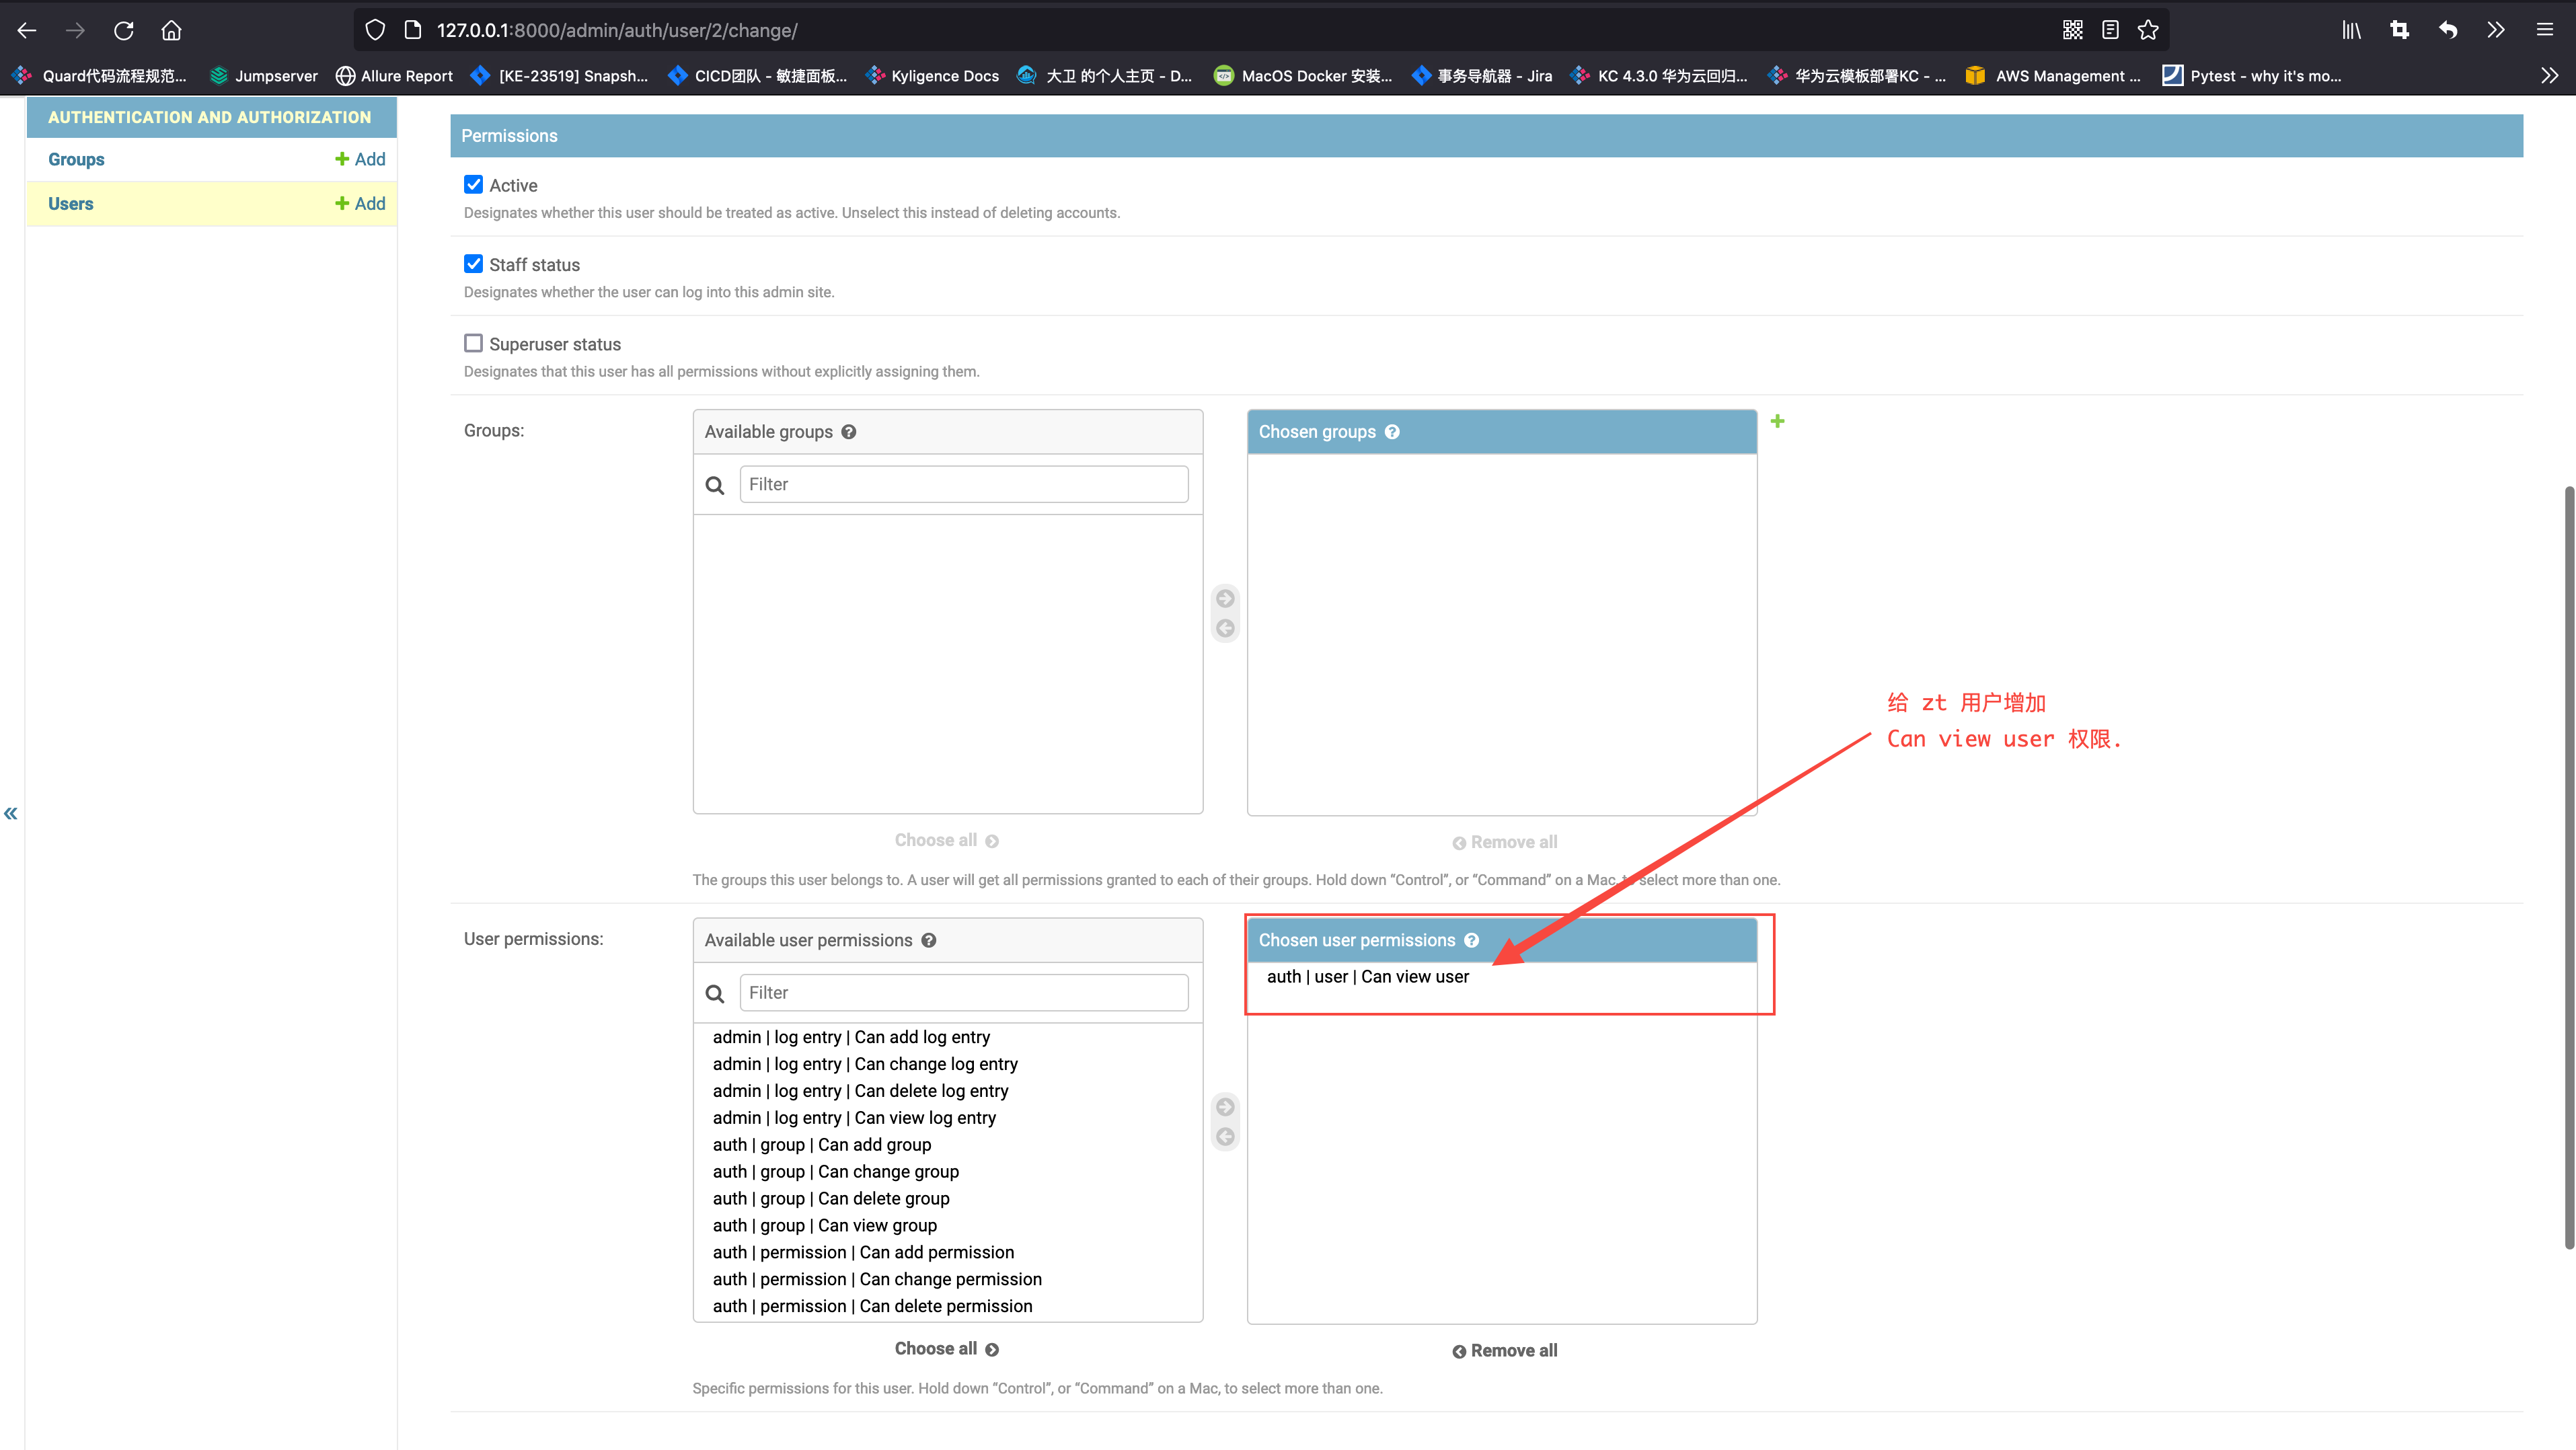 127.0.0.1:8000/admin/auth/user/2/change/
Quard代码流程规范... Jumpserver Allure Report [KE-23519] Snapsh... CICD团队 - 敏捷面板... Kyligence Docs 大卫 的个人主页 - D... MacOS Docker 安装... 事务导航器 - Jira KC 4.3.0 华为云回归... 华为云模板部署KC - ... AWS Management ... Pytest - why it's mo...
AUTHENTICATION AND AUTHORIZATION
Groups + Add
Users + Add
Permissions
Active
Designates whether this user should be treated as active. Unselect this instead of deleting accounts.
Staff status
Designates whether the user can log into this admin site.
Superuser status
Designates that this user has all permissions without explicitly assigning them.
Groups:
Available groups ?
Filter
Choose all
Chosen groups ?
Remove all
The groups this user belongs to. A user will get all permissions granted to each of their groups. Hold down “Control”, or “Command” on a Mac, to select more than one.
给 zt 用户增加
Can view user 权限.
User permissions:
Available user permissions ?
Filter
admin | log entry | Can add log entry
admin | log entry | Can change log entry
admin | log entry | Can delete log entry
admin | log entry | Can view log entry
auth | group | Can add group
auth | group | Can change group
auth | group | Can delete group
auth | group | Can view group
auth | permission | Can add permission
auth | permission | Can change permission
auth | permission | Can delete permission
Choose all
Chosen user permissions ?
auth | user | Can view user
Remove all
Specific permissions for this user. Hold down “Control”, or “Command” on a Mac, to select more than one.